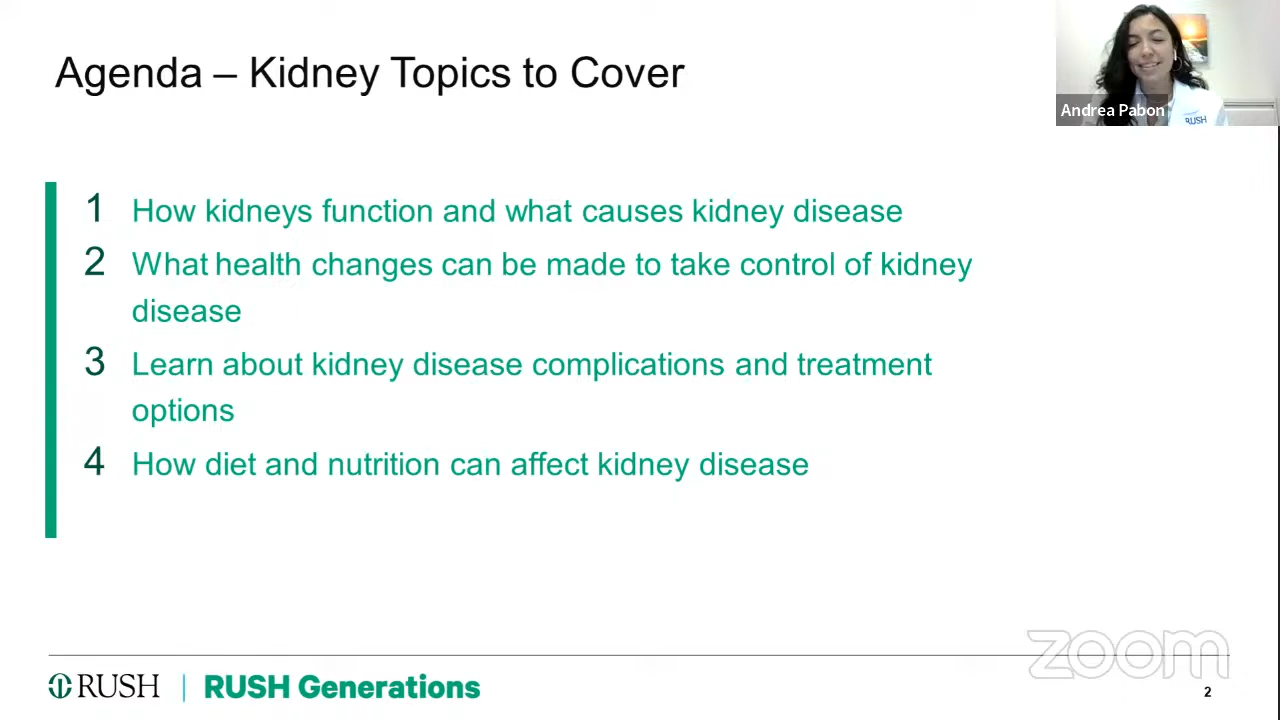 Agenda – Kidney Topics to Cover
Andrea Pabon
RUSH
1 How kidneys function and what causes kidney disease
2 What health changes can be made to take control of kidney
disease
3 Learn about kidney disease complications and treatment
options
4 How diet and nutrition can affect kidney disease
zoom
RUSH | RUSH Generations
2